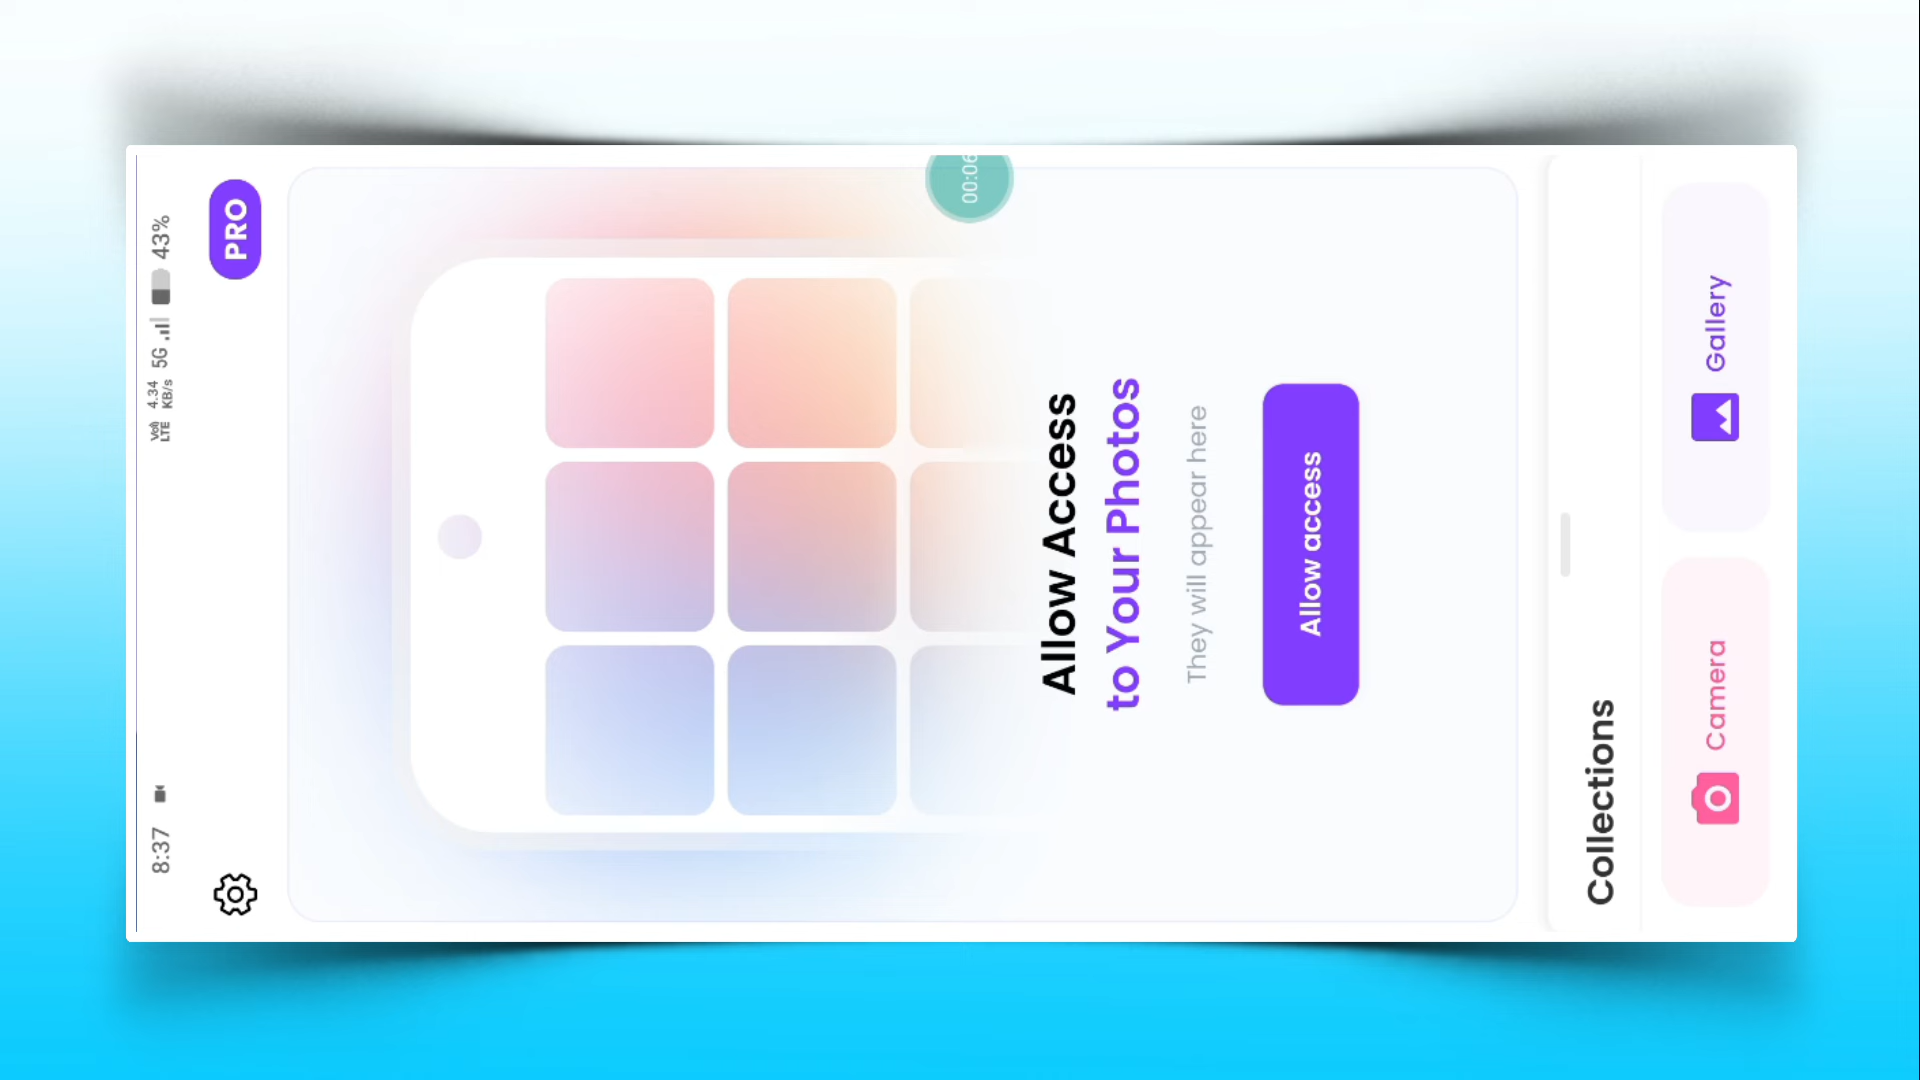 8:37
Voli LTE 4.34 KB/s 5G 43%
PRO
00:06
Allow Access
to Your Photos
They will appear here
Allow access
Collections
Camera
Gallery